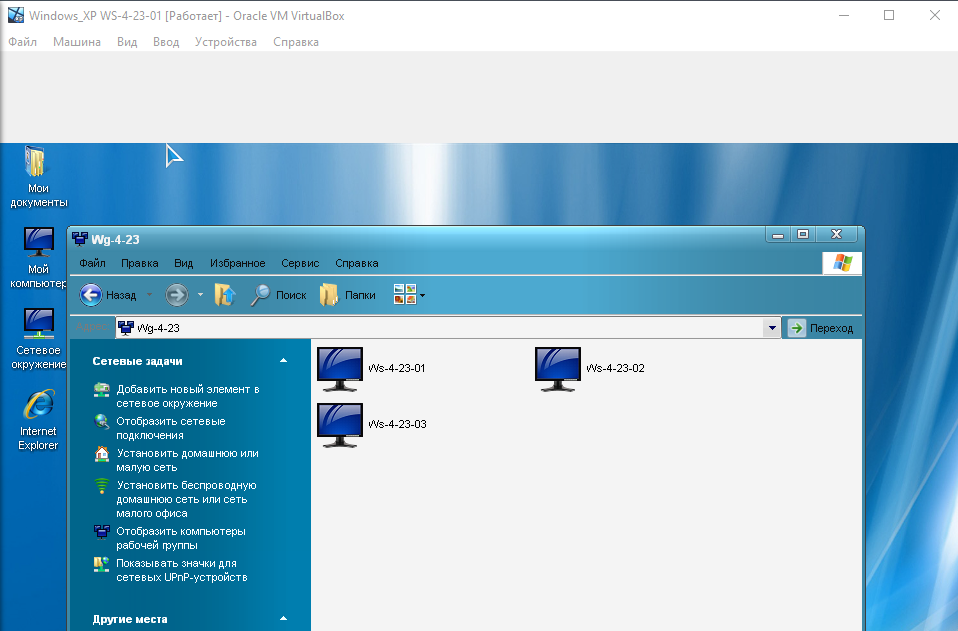 Windows_XP WS-4-23-01 [Работает] - Oracle VM VirtualBox
Файл Машина Вид Ввод Устройства Справка
Мои
документы
Мой
компьютер
Сетевое
окружение
Internet
Explorer
Wg-4-23
Файл Правка Вид Избранное Сервис Справка
Назад Поиск Папки
Wg-4-23 Переход
Сетевые задачи
Добавить новый элемент в
сетевое окружение
Отобразить сетевые
подключения
Установить домашнюю или
малую сеть
Установить беспроводную
домашнюю сеть или сеть
малого офиса
Отобразить компьютеры
рабочей группы
Показывать значки для
сетевых UPnP-устройств
Другие места
Ws-4-23-01 Ws-4-23-02
Ws-4-23-03